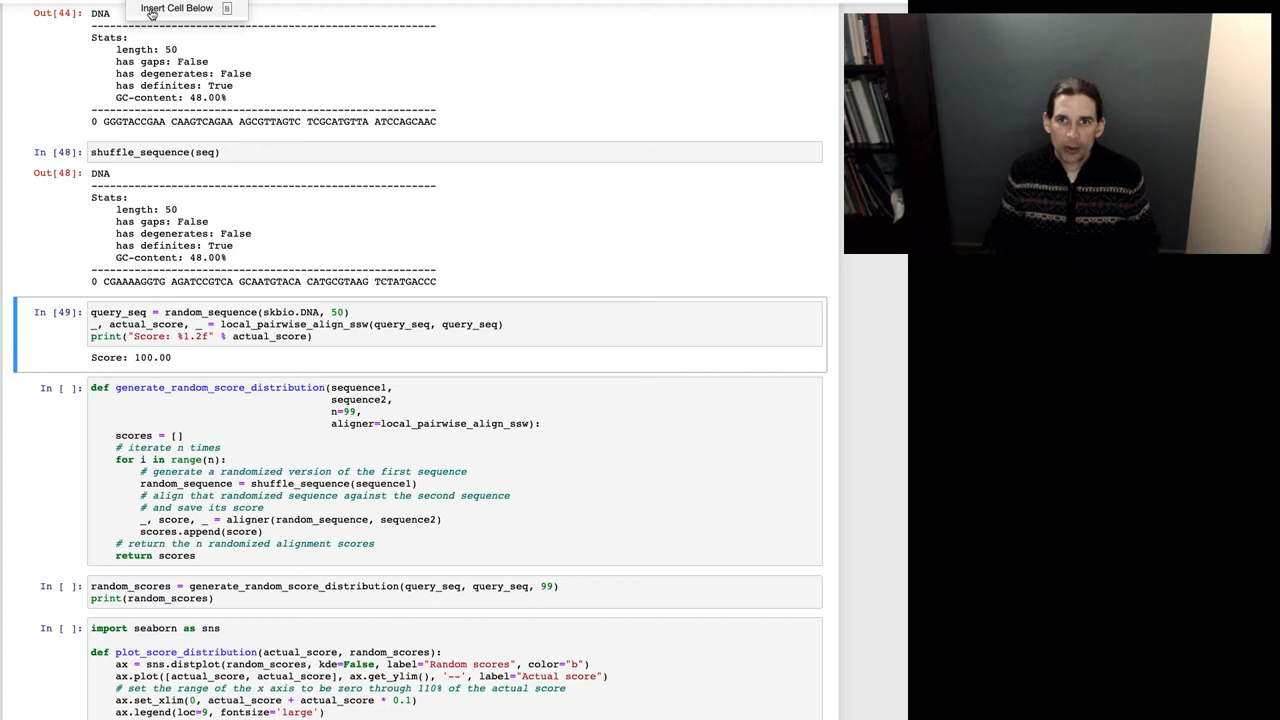 Insert Cell Below B
Out[44]: DNA
--------------------------------------------------------
Stats:
length: 50
has gaps: False
has degenerates: False
has definites: True
GC-content: 48.00%
--------------------------------------------------------
0 GGGTACCGAA CAAGTCAGAA AGCGTTAGTC TCGCATGTTA ATCCAGCAAC
In [48]: shuffle_sequence(seq)
Out[48]: DNA
--------------------------------------------------------
Stats:
length: 50
has gaps: False
has degenerates: False
has definites: True
GC-content: 48.00%
--------------------------------------------------------
0 CGAAAAGGTG AGATCCGTCA GCAATGTACA CATGCGTAAG TCTATGACCC
In [49]: query_seq = random_sequence(skbio.DNA, 50)
_, actual_score, _ = local_pairwise_align_ssw(query_seq, query_seq)
print("Score: %1.2f" % actual_score)
Score: 100.00
In [ ]: def generate_random_score_distribution(sequence1,
sequence2,
n=99,
aligner=local_pairwise_align_ssw):
scores = []
# iterate n times
for i in range(n):
# generate a randomized version of the first sequence
random_sequence = shuffle_sequence(sequence1)
# align that randomized sequence against the second sequence
# and save its score
_, score, _ = aligner(random_sequence, sequence2)
scores.append(score)
# return the n randomized alignment scores
return scores
In [ ]: random_scores = generate_random_score_distribution(query_seq, query_seq, 99)
print(random_scores)
In [ ]: import seaborn as sns
def plot_score_distribution(actual_score, random_scores):
ax = sns.distplot(random_scores, kde=False, label="Random scores", color="b")
ax.plot([actual_score, actual_score], ax.get_ylim(), '--', label="Actual score")
# set the range of the x axis to be zero through 110% of the actual score
ax.set_xlim(0, actual_score + actual_score * 0.1)
ax.legend(loc=9, fontsize='large')